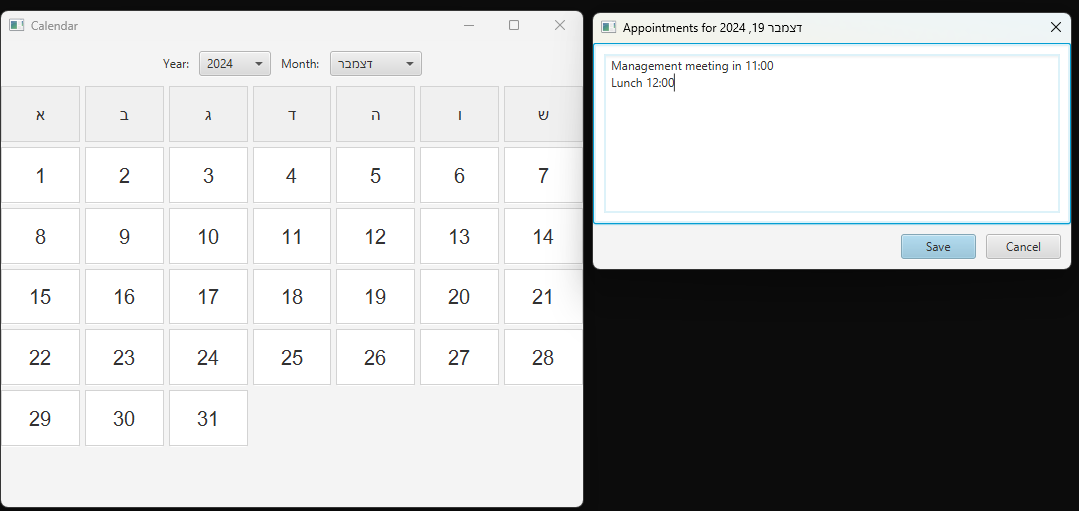 Calendar
Year: 2024 Month: דצמבר
א ב ג ד ה ו ש
1 2 3 4 5 6 7
8 9 10 11 12 13 14
15 16 17 18 19 20 21
22 23 24 25 26 27 28
29 30 31
Appointments for דצמבר 19, 2024
Management meeting in 11:00
Lunch 12:00
Save Cancel